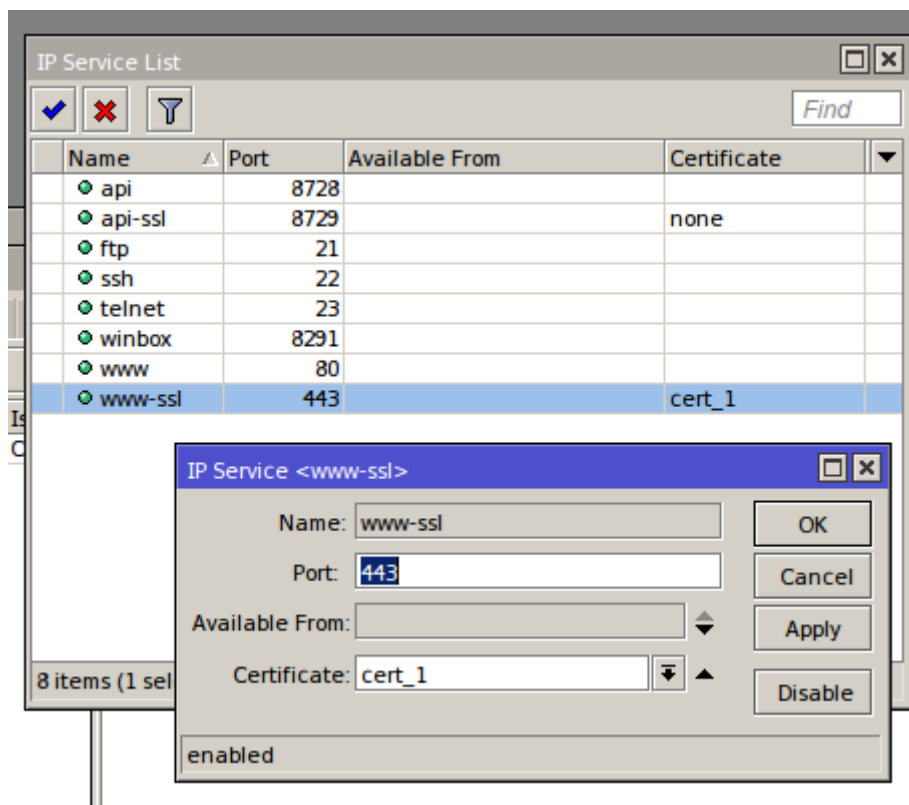 IP Service List
Find
Name Port Available From Certificate
api 8728
api-ssl 8729 none
ftp 21
ssh 22
telnet 23
winbox 8291
www 80
www-ssl 443 cert_1
IP Service <www-ssl>
Name: www-ssl OK
Port: 443 Cancel
Available From: Apply
Certificate: cert_1
Disable
8 items (1 sel
enabled